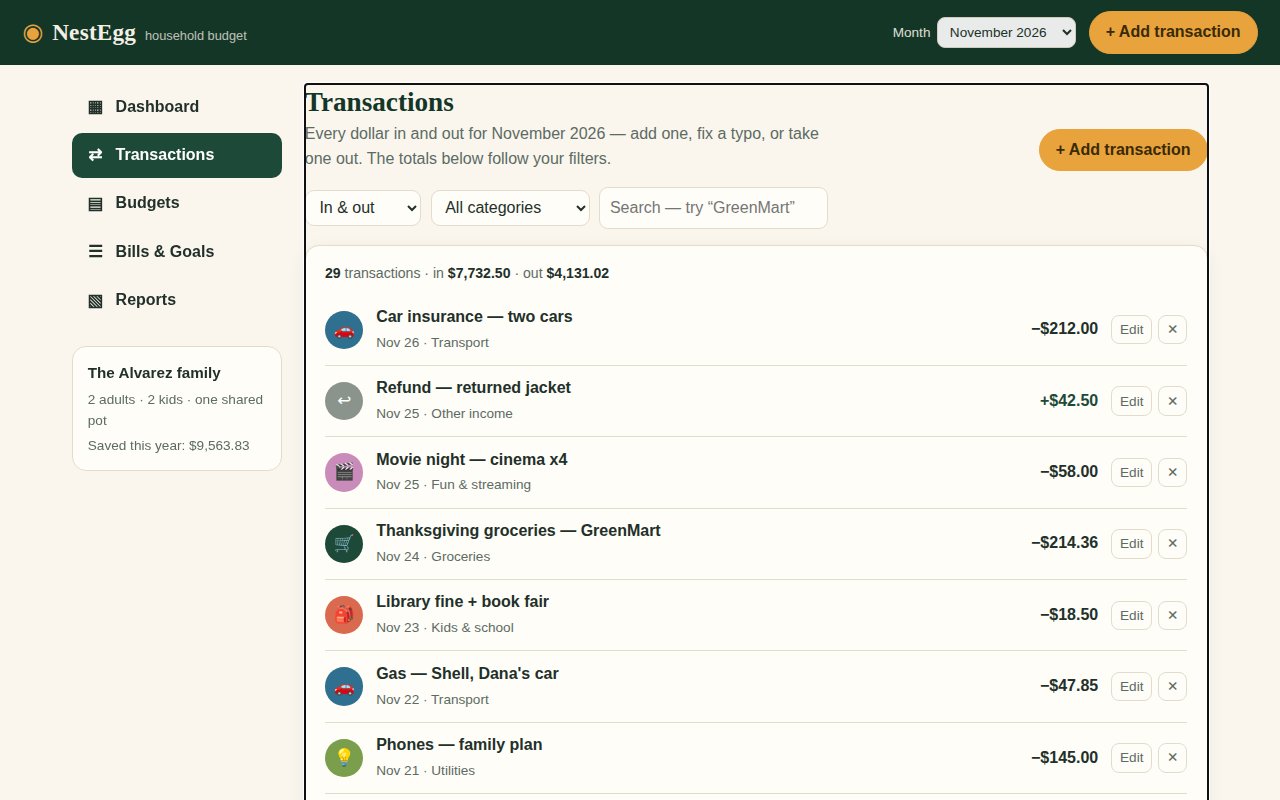 NestEgg household budget
Month November 2026 + Add transaction
Dashboard
Transactions
Budgets
Bills & Goals
Reports
The Alvarez family
2 adults · 2 kids · one shared
pot
Saved this year: $9,563.83
Transactions
Every dollar in and out for November 2026 — add one, fix a typo, or take
one out. The totals below follow your filters.
+ Add transaction
In & out All categories Search — try “GreenMart”
29 transactions · in $7,732.50 · out $4,131.02
Car insurance — two cars
Nov 26 · Transport
−$212.00 Edit ✕
Refund — returned jacket
Nov 25 · Other income
+$42.50 Edit ✕
Movie night — cinema x4
Nov 25 · Fun & streaming
−$58.00 Edit ✕
Thanksgiving groceries — GreenMart
Nov 24 · Groceries
−$214.36 Edit ✕
Library fine + book fair
Nov 23 · Kids & school
−$18.50 Edit ✕
Gas — Shell, Dana's car
Nov 22 · Transport
−$47.85 Edit ✕
Phones — family plan
Nov 21 · Utilities
−$145.00 Edit ✕